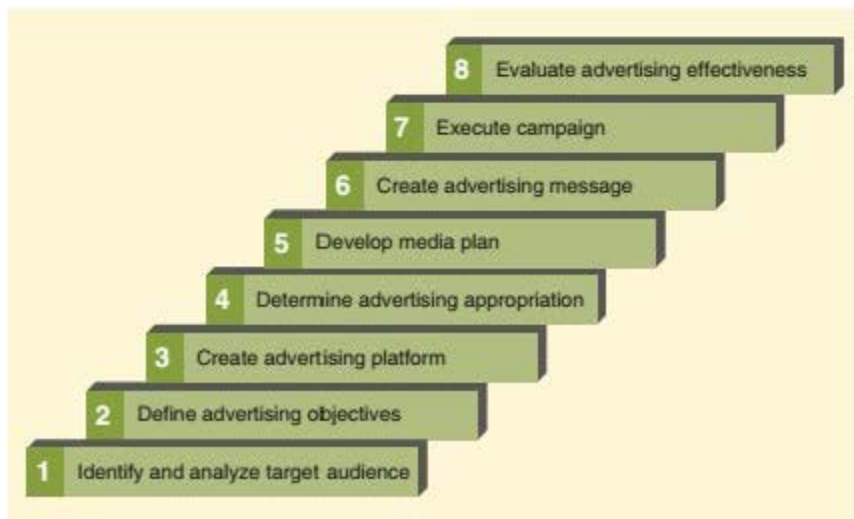 8 Evaluate advertising effectiveness
7 Execute campaign
6 Create advertising message
5 Develop media plan
4 Determine advertising appropriation
3 Create advertising platform
2 Define advertising objectives
1 Identify and analyze target audience